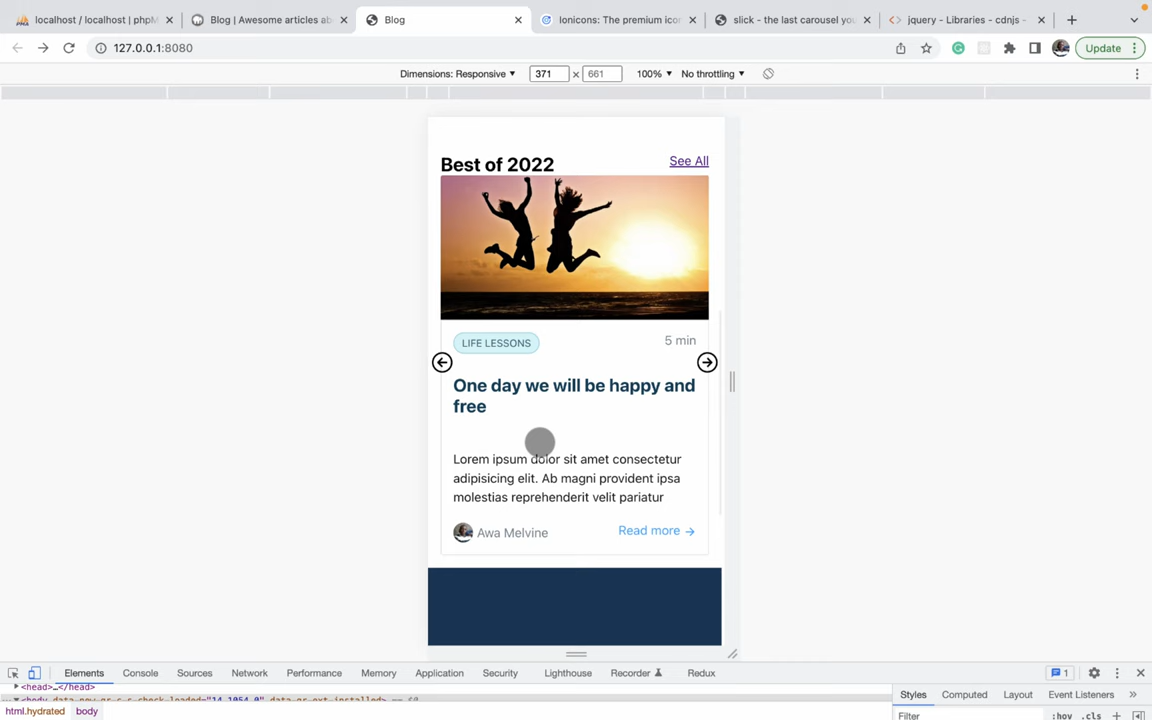 localhost / localhost | phpM
Blog | Awesome articles ab
Blog
Ionicons: The premium icon
slick - the last carousel you
jquery - Libraries - cdnjs -
127.0.0.1:8080
Update
Dimensions: Responsive
371 × 661
100%
No throttling
Best of 2022
See All
LIFE LESSONS
5 min
One day we will be happy and
free
Lorem ipsum dolor sit amet consectetur
adipisicing elit. Ab magni provident ipsa
molestias reprehenderit velit pariatur
Awa Melvine
Read more →
Elements
Console
Sources
Network
Performance
Memory
Application
Security
Lighthouse
Recorder
Redux
1
<head>…</head>
Styles
Computed
Layout
Event Listeners
»
html.hydrated
body
Filter
:hov
.cls
+